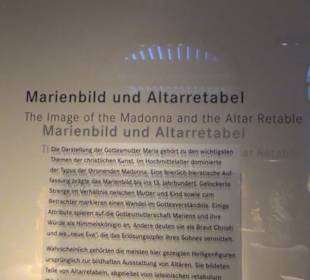 Marienbild und Altarretabel
The Image of the Madonna and the Altar Retable
Die Darstellung der Gottesmutter Maria gehört zu den wichtigsten
Themen der christlichen Kunst. Im Hochmittelalter dominierte
der Typus der thronenden Madonna. Eine feierlich-hieratische Auf-
fassung prägte das Marienbild bis ins 13. Jahrhundert. Gelockerte
Strenge im Verhältnis zwischen Mutter und Kind sowie zum
Betrachter markieren einen Wandel im Gottesverständnis. Einige
Attribute spielen auf die Gottesmutterschaft Mariens und ihre
Würde als Himmelskönigin an. Andere deuten sie als Braut Christi
und als „neue Eva“, die das Erlösungsopfer ihres Sohnes vermittelt.
Wahrscheinlich gehörten die meisten hier gezeigten Heiligenfiguren
ursprünglich zur bildhaften Ausstattung von Altären. Sie bildeten
Teile von Altarretabeln, abgeleitet vom lateinischen retabulum